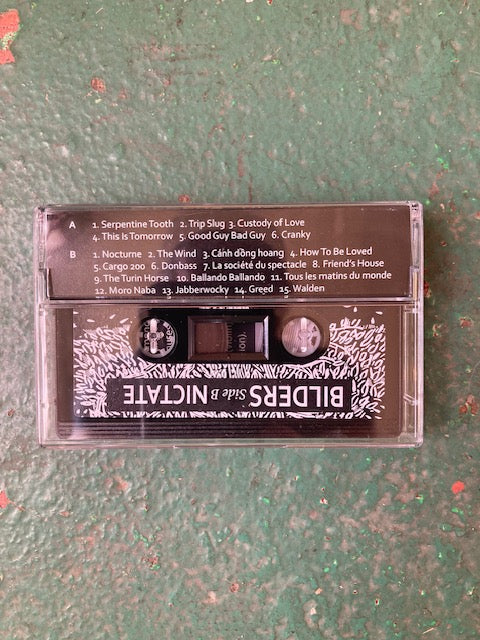 A 1. Serpentine Tooth 2. Trip Slug 3. Custody of Love
4. This Is Tomorrow 5. Good Guy Bad Guy 6. Cranky
B 1. Nocturne 2. The Wind 3. Cánh đồng hoang 4. How To Be Loved
5. Cargo 200 6. Donbass 7. La société du spectacle 8. Friend's House
9. The Turin Horse 10. Ballando Ballando 11. Tous les matins du monde
12. Moro Naba 13. Jabberwocky 14. Greed 15. Walden
BILDERS Side B NICTATE